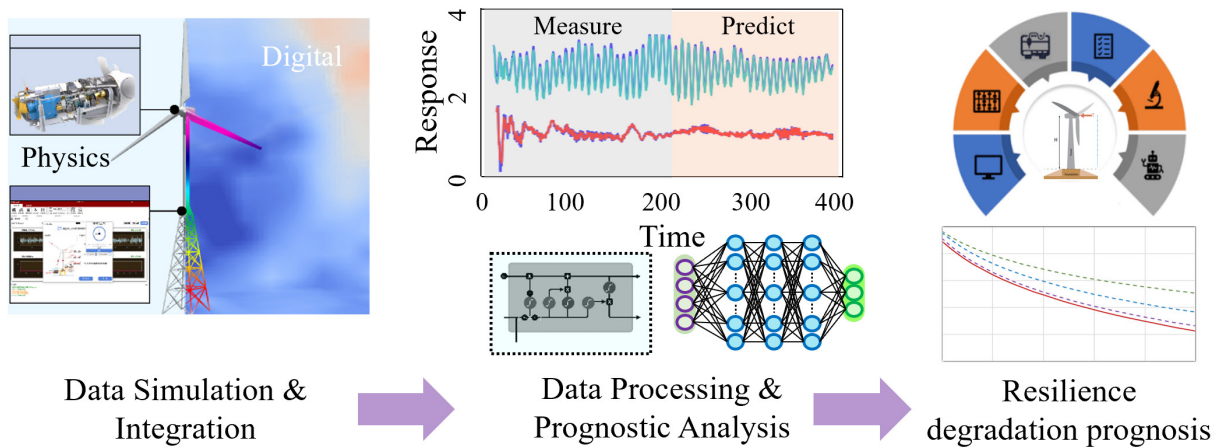 Digital
Physics
Measure
Predict
Response
4
2
0
0
100
200
300
400
Time
Data Simulation &
Integration
Data Processing &
Prognostic Analysis
Resilience
degradation prognosis